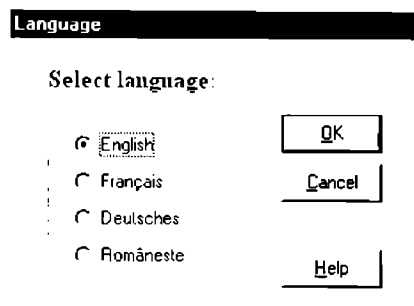 Language
Select language:
English
OK
Français
Cancel
Deutsches
Româneste
Help